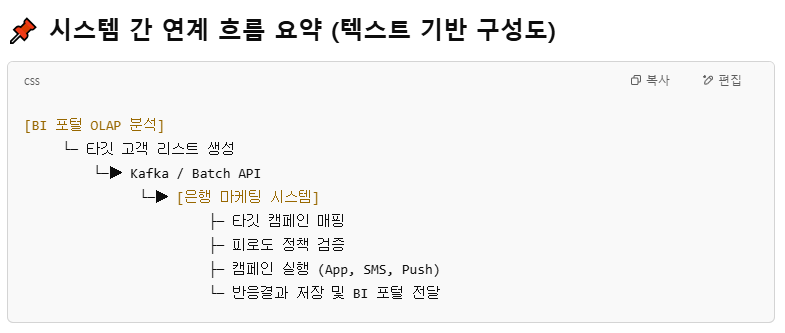 📌 시스템 간 연계 흐름 요약 (텍스트 기반 구성도)
css 복사 편집
[BI 포털 OLAP 분석]
└─ 타깃 고객 리스트 생성
└─▶ Kafka / Batch API
└─▶ [은행 마케팅 시스템]
├─ 타깃 캠페인 매핑
├─ 피로도 정책 검증
├─ 캠페인 실행 (App, SMS, Push)
└─ 반응결과 저장 및 BI 포털 전달